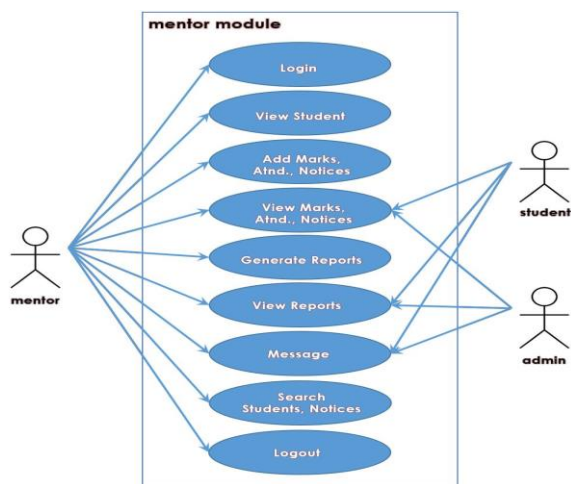 mentor module
Login
View Student
Add Marks,
Atnd., Notices
View Marks,
Atnd., Notices
Generate Reports
View Reports
Message
Search
Students, Notices
Logout
mentor
student
admin